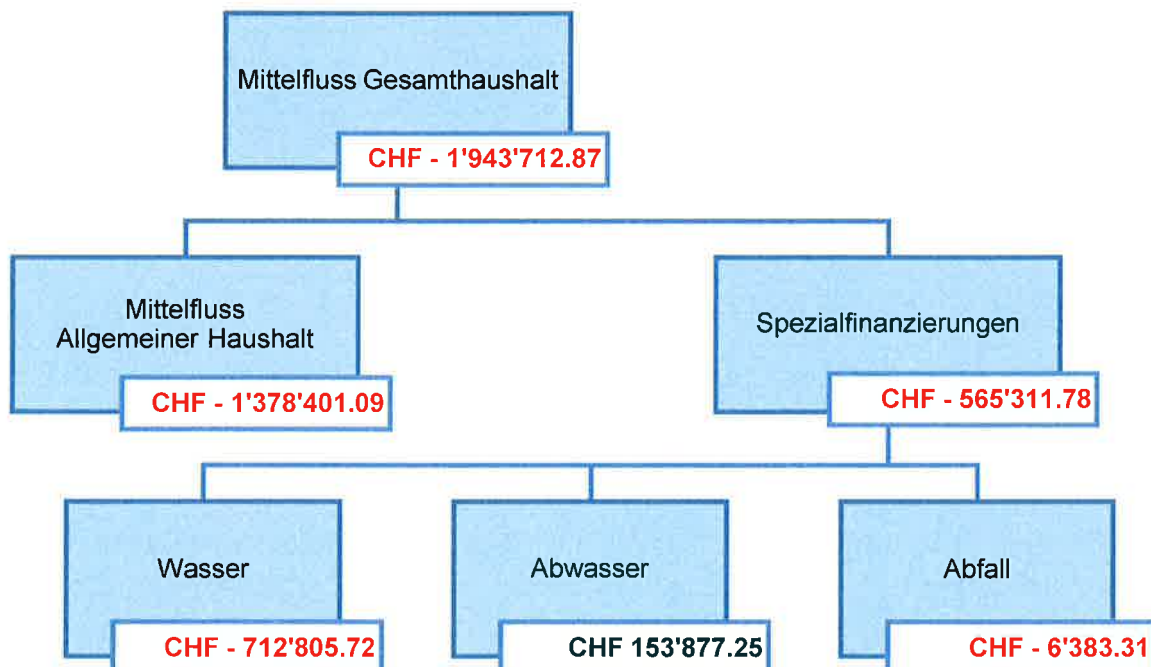 Mittelfluss Gesamthaushalt
CHF - 1'943'712.87
Mittelfluss
Allgemeiner Haushalt
CHF - 1'378'401.09
Spezialfinanzierungen
CHF - 565'311.78
Wasser
CHF - 712'805.72
Abwasser
CHF 153'877.25
Abfall
CHF - 6'383.31